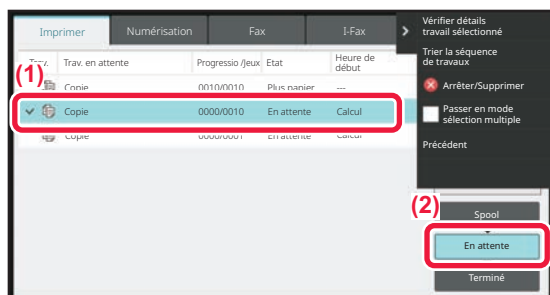 Imprimer
Numérisation
Fax
I-Fax
Vérifier détails
travail sélectionné
Trier la séquence
de travaux
Arrêter/Supprimer
Passer en mode
sélection multiple
Précédent
Trav. en attente
Progressio /Jeux
Etat
Heure de
début
(1)
Copie
0010/0010
Plus papier
---
Copie
0000/0010
En attente
Calcul
Copie
0000/0001
En attente
Calcul
(2)
Spool
En attente
Terminé